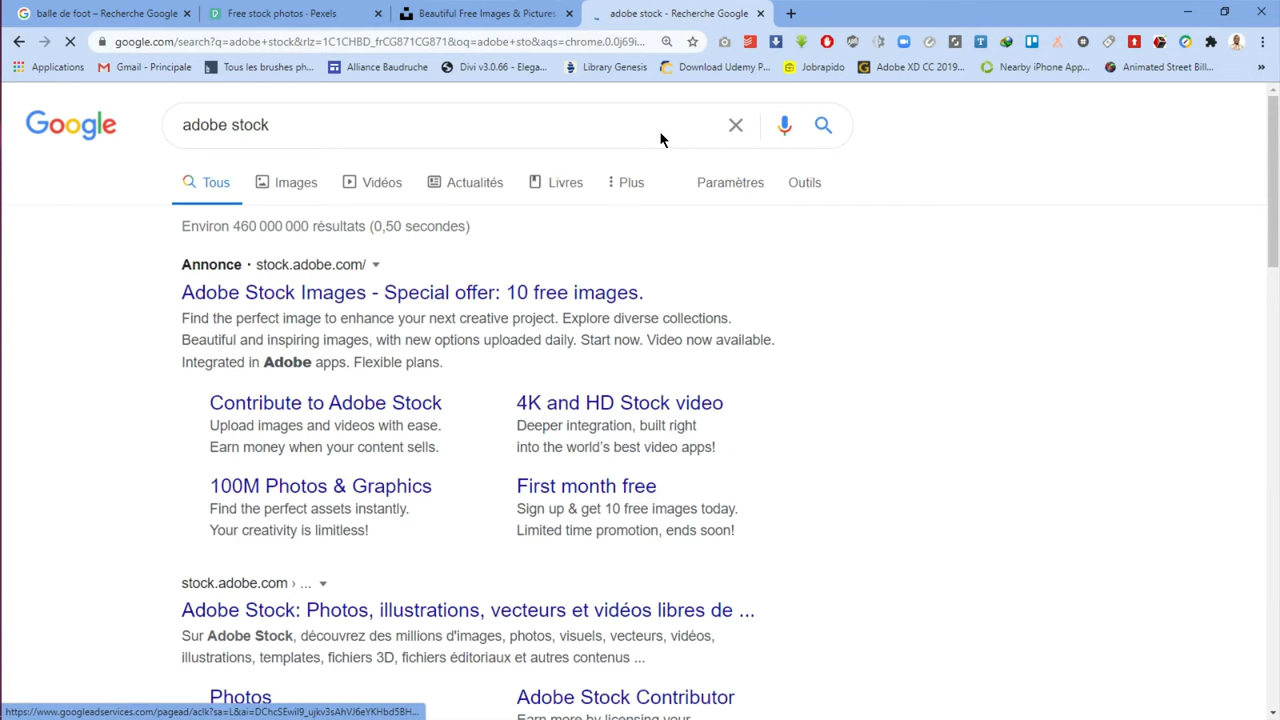 balle de foot – Recherche Google
Free stock photos · Pexels
Beautiful Free Images & Pictures
adobe stock - Recherche Google
google.com/search?q=adobe+stock&rlz=1C1CHBD_frCG871CG871&oq=adobe+sto&aqs=chrome.0.0j69i...
Applications
Gmail - Principale
Tous les brushes ph...
Alliance Baudruche
Divi v3.0.66 - Elega...
Library Genesis
Download Udemy P...
Jobrapido
Adobe XD CC 2019...
Nearby iPhone App...
Animated Street Bill...
»
Google
adobe stock
Tous
Images
Vidéos
Actualités
Livres
Plus
Paramètres
Outils
Environ 460 000 000 résultats (0,50 secondes)
Annonce · stock.adobe.com/
Adobe Stock Images - Special offer: 10 free images.
Find the perfect image to enhance your next creative project. Explore diverse collections.
Beautiful and inspiring images, with new options uploaded daily. Start now. Video now available.
Integrated in Adobe apps. Flexible plans.
Contribute to Adobe Stock
Upload images and videos with ease.
Earn money when your content sells.
4K and HD Stock video
Deeper integration, built right
into the world's best video apps!
100M Photos & Graphics
Find the perfect assets instantly.
Your creativity is limitless!
First month free
Sign up & get 10 free images today.
Limited time promotion, ends soon!
stock.adobe.com › ...
Adobe Stock: Photos, illustrations, vecteurs et vidéos libres de ...
Sur Adobe Stock, découvrez des millions d'images, photos, visuels, vecteurs, vidéos,
illustrations, templates, fichiers 3D, fichiers éditoriaux et autres contenus ...
Photos
Adobe Stock Contributor
Earn more by licensing your